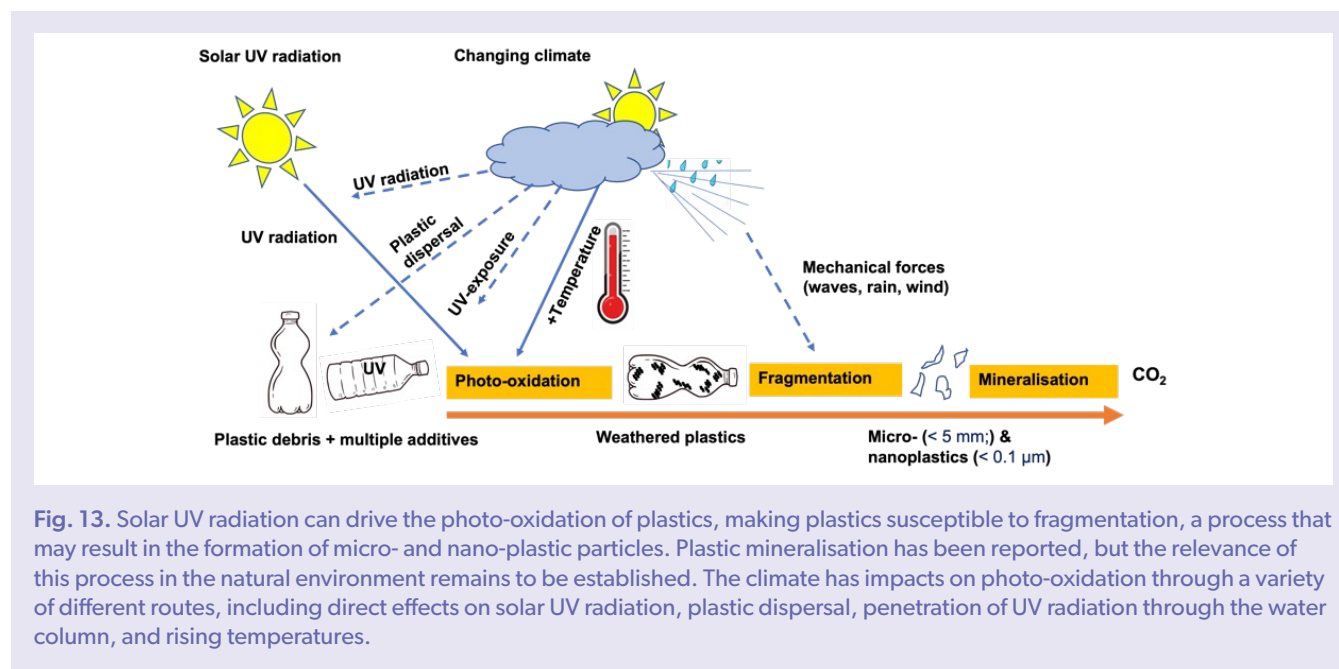 Solar UV radiation
Changing climate
UV radiation
UV radiation
Plastic
dispersal
UV-exposure
+Temperature
Mechanical forces
(waves, rain, wind)
UV
Photo-oxidation
Fragmentation
Mineralisation
CO₂
Plastic debris + multiple additives
Weathered plastics
Micro- (< 5 mm;) &
nanoplastics (< 0.1 µm)
Fig. 13. Solar UV radiation can drive the photo-oxidation of plastics, making plastics susceptible to fragmentation, a process that
may result in the formation of micro- and nano-plastic particles. Plastic mineralisation has been reported, but the relevance of
this process in the natural environment remains to be established. The climate has impacts on photo-oxidation through a variety
of different routes, including direct effects on solar UV radiation, plastic dispersal, penetration of UV radiation through the water
column, and rising temperatures.